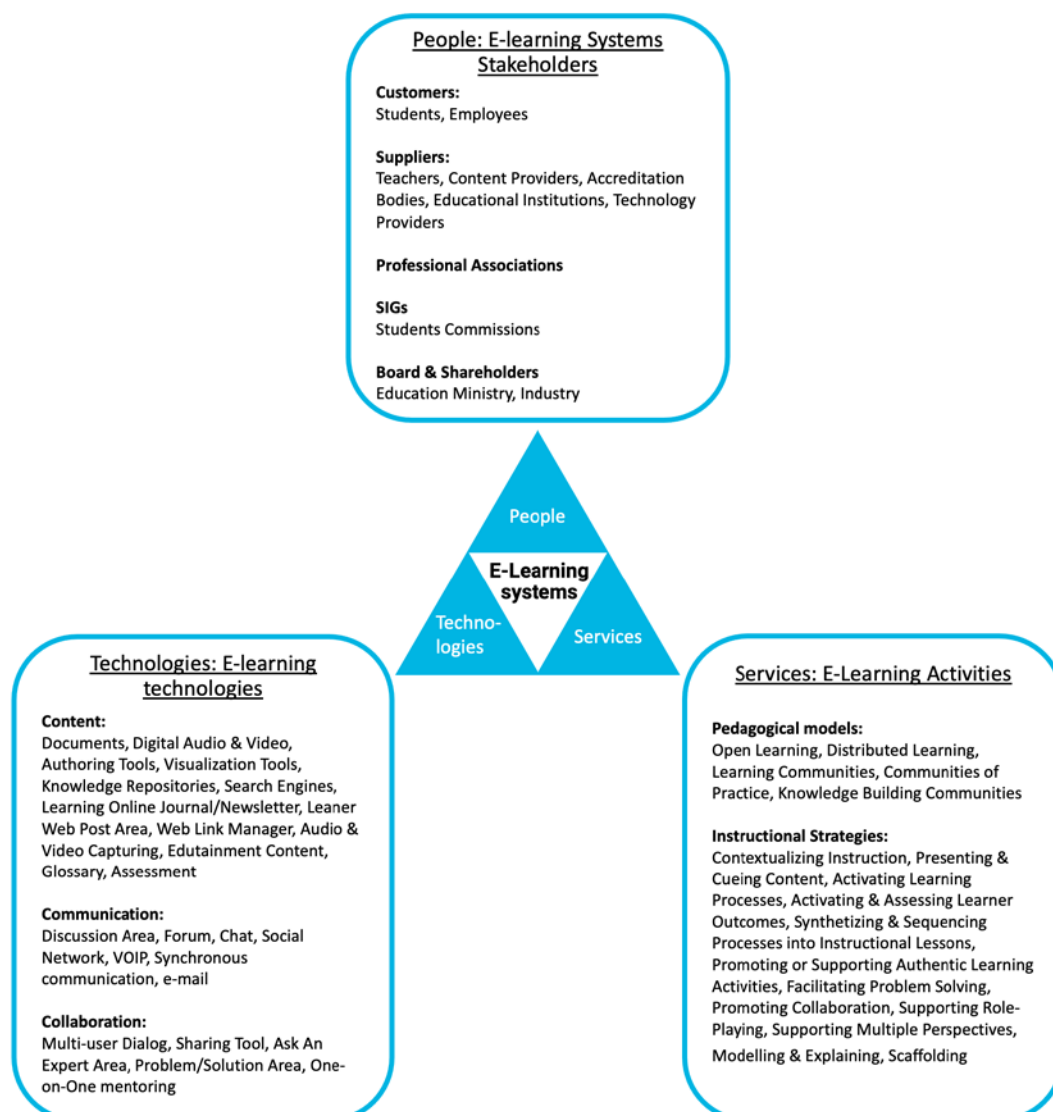 People: E-learning Systems
Stakeholders
Customers:
Students, Employees
Suppliers:
Teachers, Content Providers, Accreditation
Bodies, Educational Institutions, Technology
Providers
Professional Associations
SIGs
Students Commissions
Board & Shareholders
Education Ministry, Industry
People
E-Learning
systems
Techno-
logies
Services
Technologies: E-learning
technologies
Content:
Documents, Digital Audio & Video,
Authoring Tools, Visualization Tools,
Knowledge Repositories, Search Engines,
Learning Online Journal/Newsletter, Leaner
Web Post Area, Web Link Manager, Audio &
Video Capturing, Edutainment Content,
Glossary, Assessment
Communication:
Discussion Area, Forum, Chat, Social
Network, VOIP, Synchronous
communication, e-mail
Collaboration:
Multi-user Dialog, Sharing Tool, Ask An
Expert Area, Problem/Solution Area, One-
on-One mentoring
Services: E-Learning Activities
Pedagogical models:
Open Learning, Distributed Learning,
Learning Communities, Communities of
Practice, Knowledge Building Communities
Instructional Strategies:
Contextualizing Instruction, Presenting &
Cueing Content, Activating Learning
Processes, Activating & Assessing Learner
Outcomes, Synthetizing & Sequencing
Processes into Instructional Lessons,
Promoting or Supporting Authentic Learning
Activities, Facilitating Problem Solving,
Promoting Collaboration, Supporting Role-
Playing, Supporting Multiple Perspectives,
Modelling & Explaining, Scaffolding